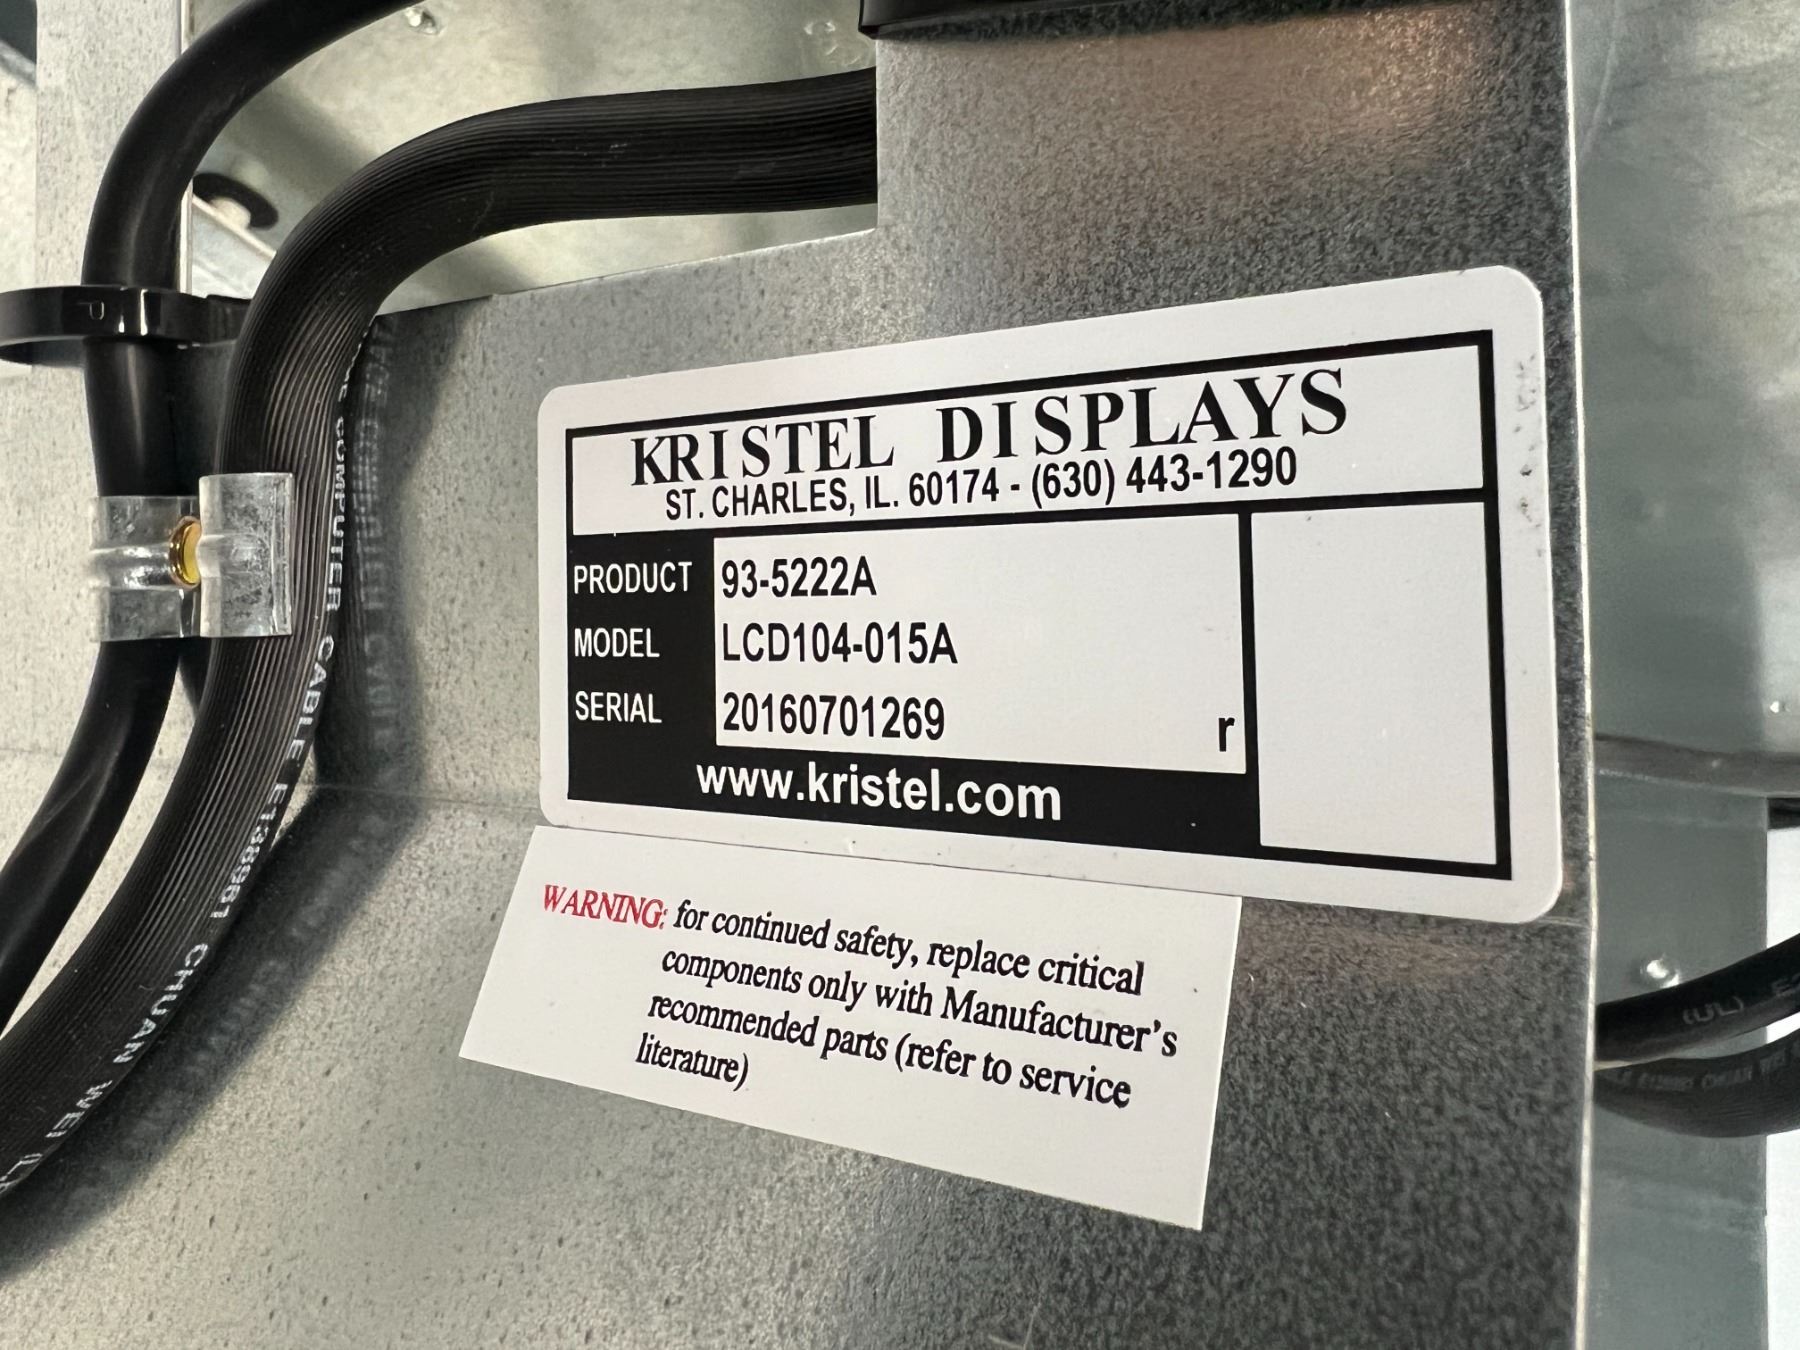 KRISTEL DISPLAYS
ST. CHARLES, IL. 60174 - (630) 443-1290
PRODUCT 93-5222A
MODEL LCD104-015A
SERIAL 20160701269 r
www.kristel.com
WARNING: for continued safety, replace critical
components only with Manufacturer's
recommended parts (refer to service
literature)
COMPUTER CABLE E138961 CHUAN WEI
(UL)
P